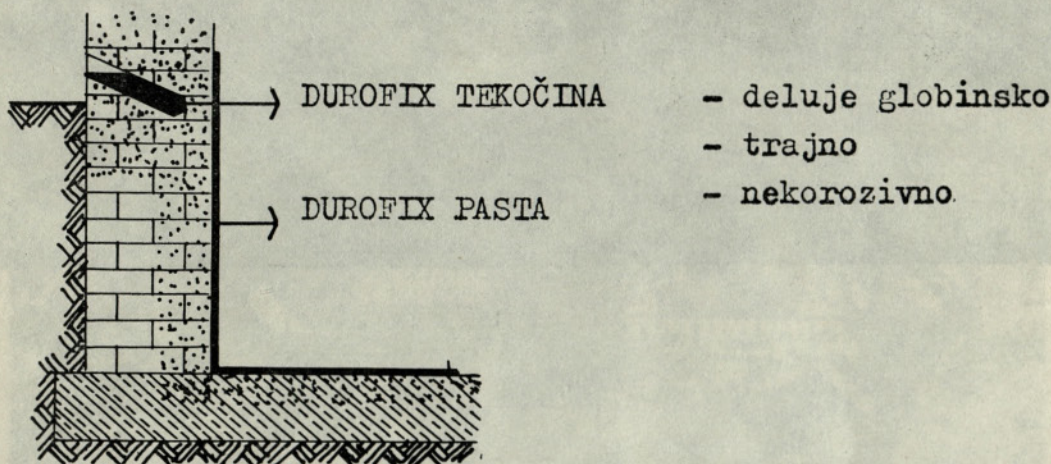 DUROFIX TEKOČINA
DUROFIX PASTA
- deluje globinsko
- trajno
- nekorozivno.